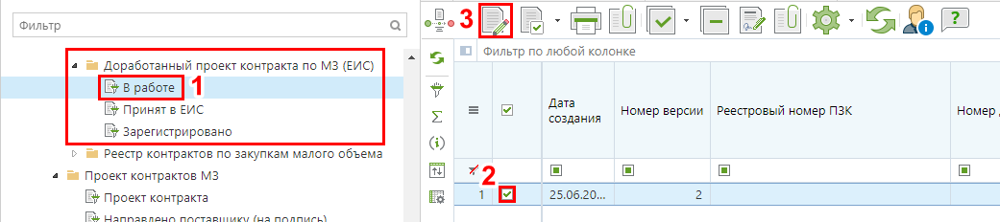 Фильтр
Доработанный проект контракта по МЗ (ЕИС)
В работе
1
Принят в ЕИС
Зарегистрировано
Реестр контрактов по закупкам малого объема
Проект контрактов МЗ
Проект контракта
Направлено поставщику (на подпись)
3
?
Фильтр по любой колонке
Дата создания
Номер версии
Реестровый номер ПЗК
Номер
2
1
25.06.20...
2